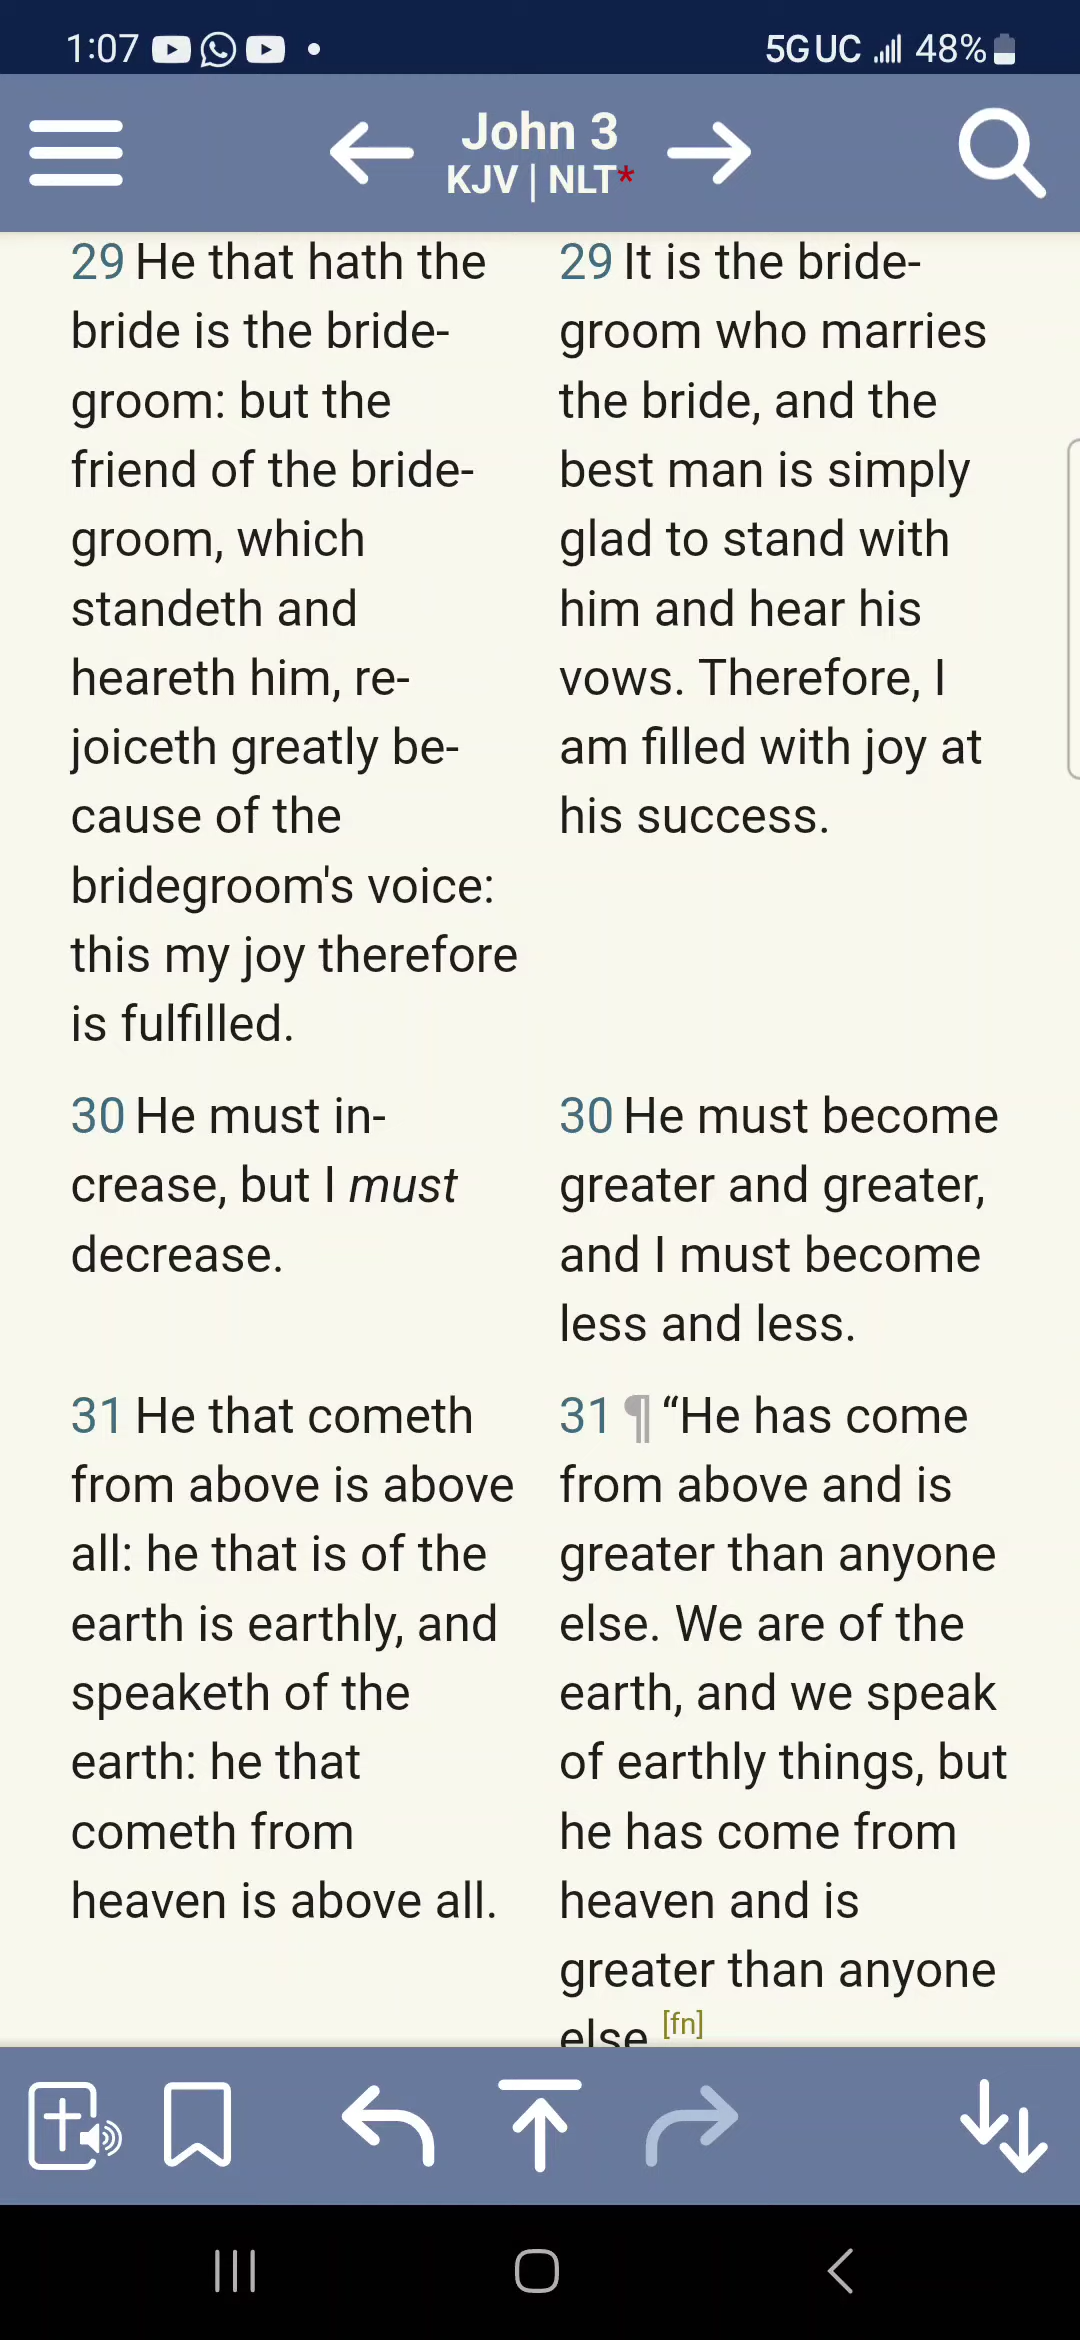 1:07
5G UC 48%
John 3
KJV | NLT*
29 He that hath the
bride is the bride-
groom: but the
friend of the bride-
groom, which
standeth and
heareth him, re-
joiceth greatly be-
cause of the
bridegroom's voice:
this my joy therefore
is fulfilled.
29 It is the bride-
groom who marries
the bride, and the
best man is simply
glad to stand with
him and hear his
vows. Therefore, I
am filled with joy at
his success.
30 He must in-
crease, but I must
decrease.
30 He must become
greater and greater,
and I must become
less and less.
31 He that cometh
from above is above
all: he that is of the
earth is earthly, and
speaketh of the
earth: he that
cometh from
heaven is above all.
31 ¶ “He has come
from above and is
greater than anyone
else. We are of the
earth, and we speak
of earthly things, but
he has come from
heaven and is
greater than anyone
else [fn]